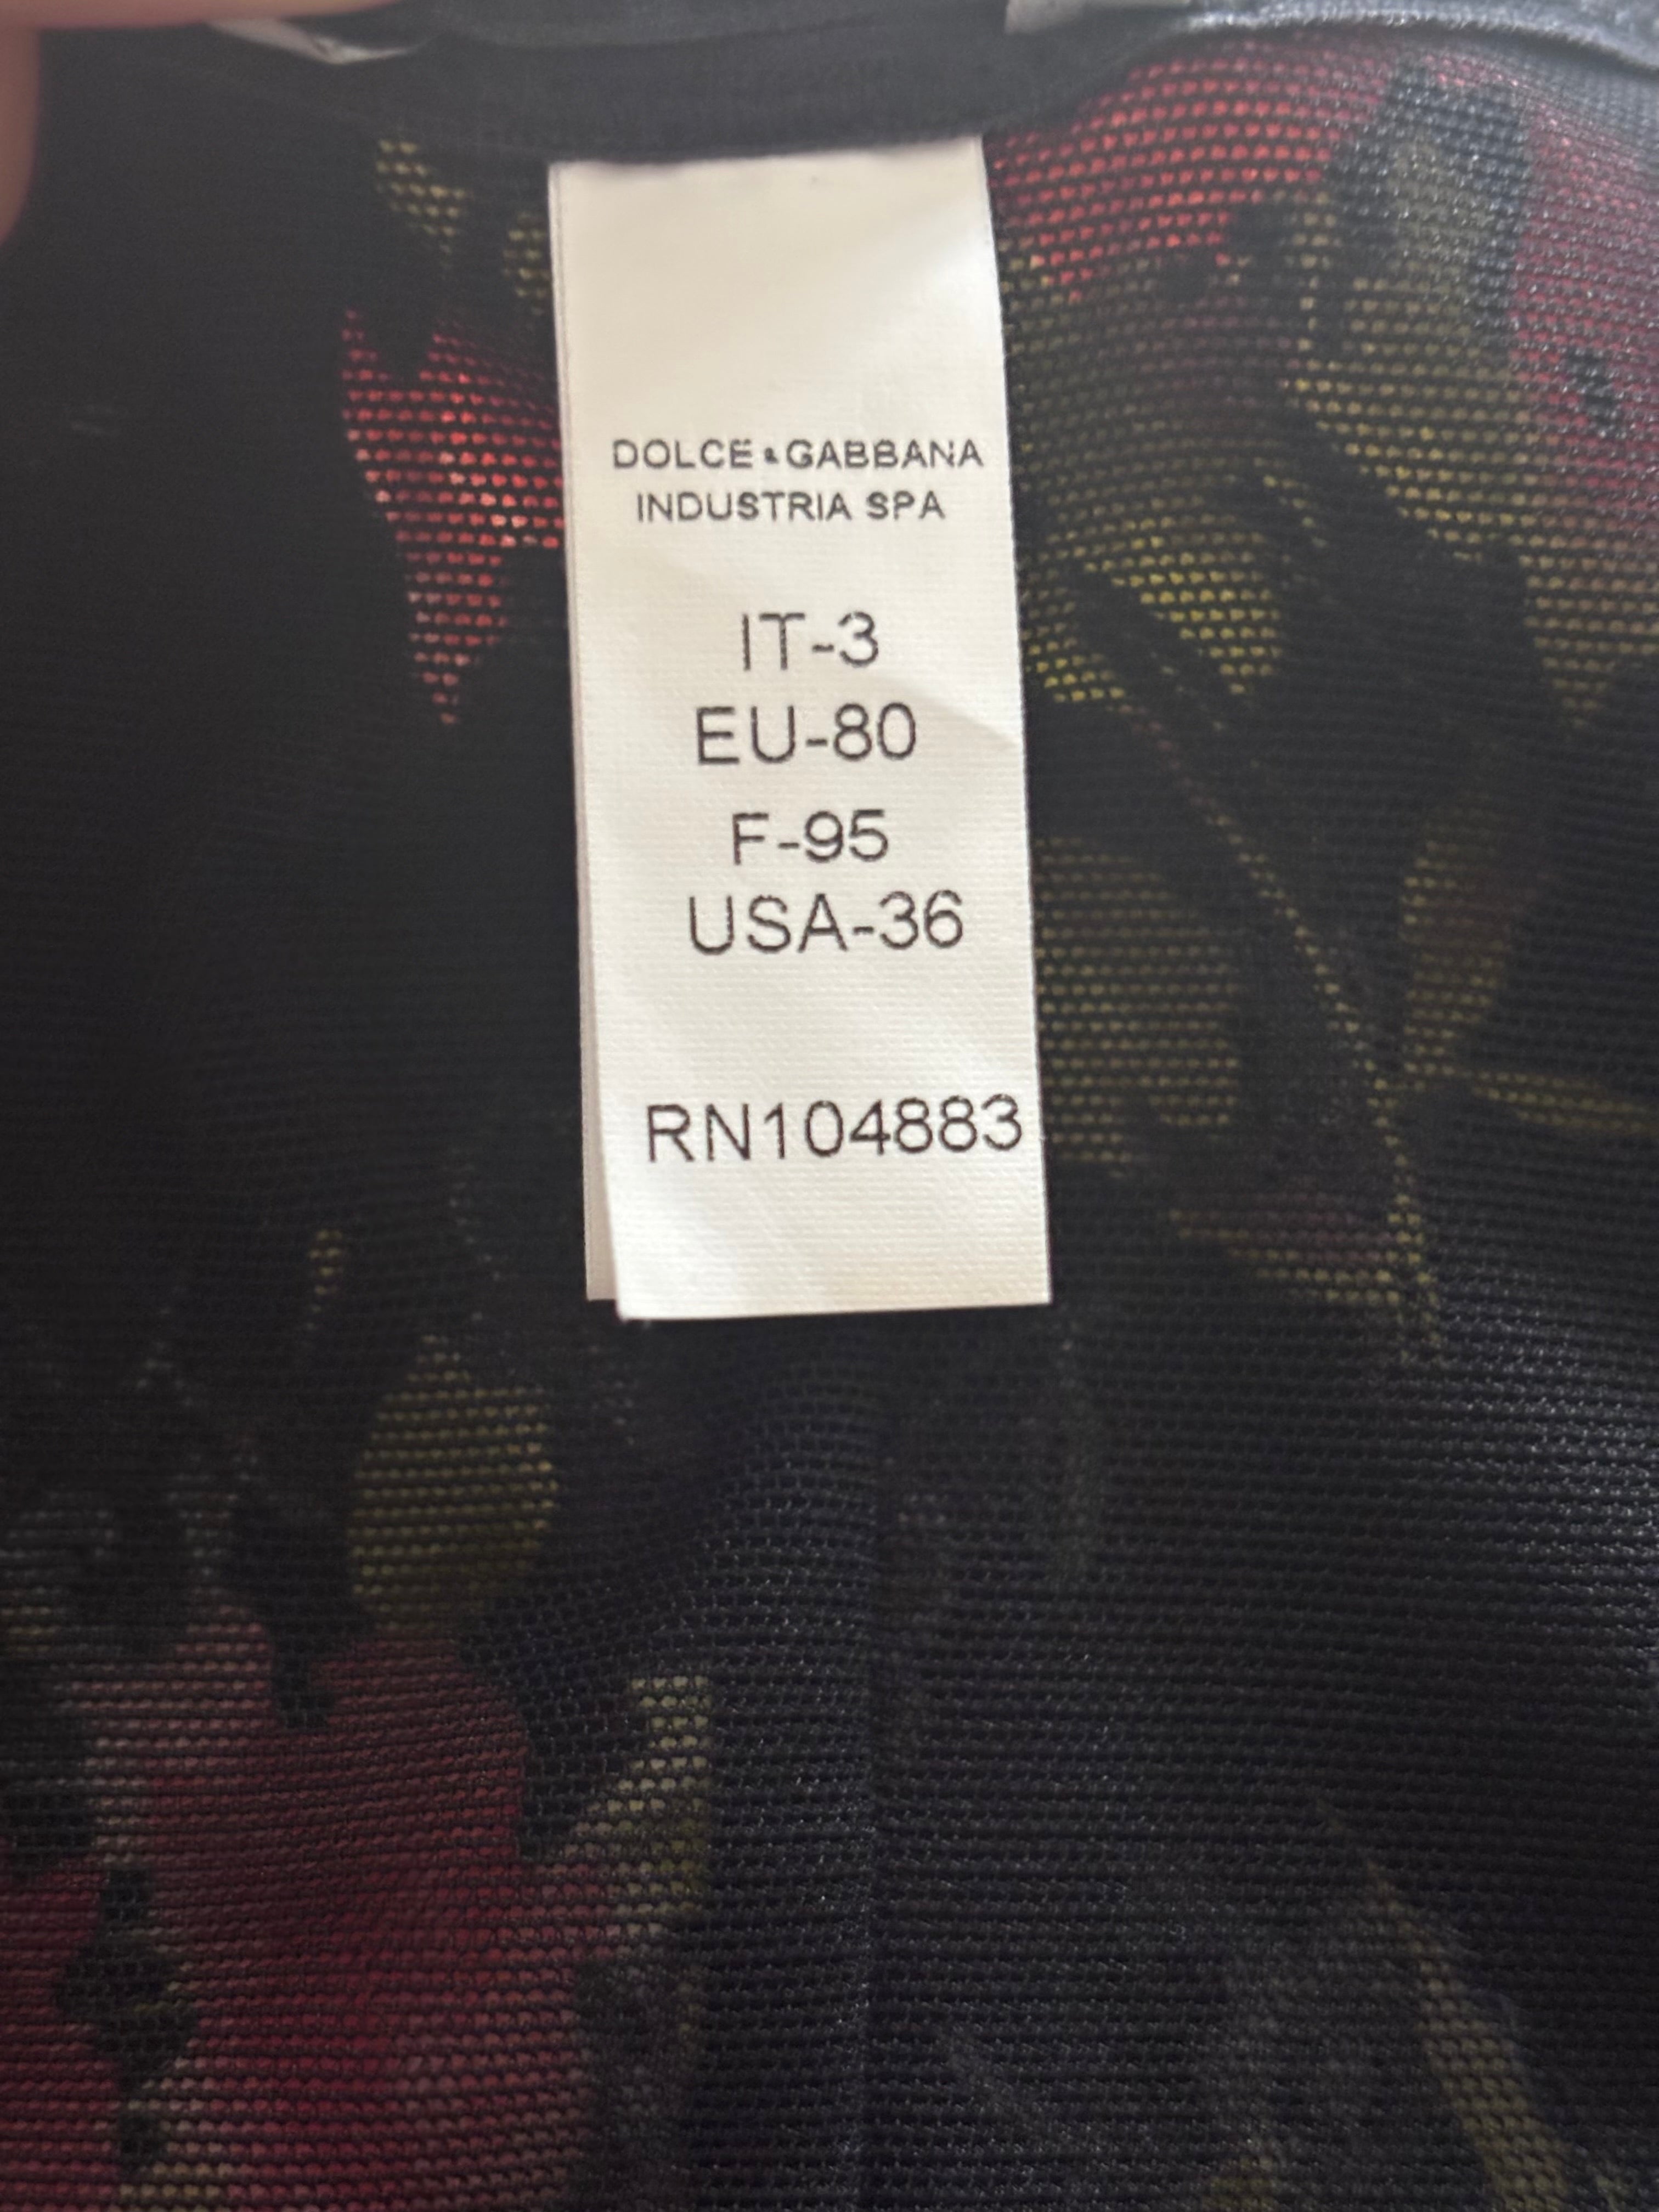 DOLCE & GABBANA
INDUSTRIA SPA
IT-3
EU-80
F-95
USA-36
RN104883